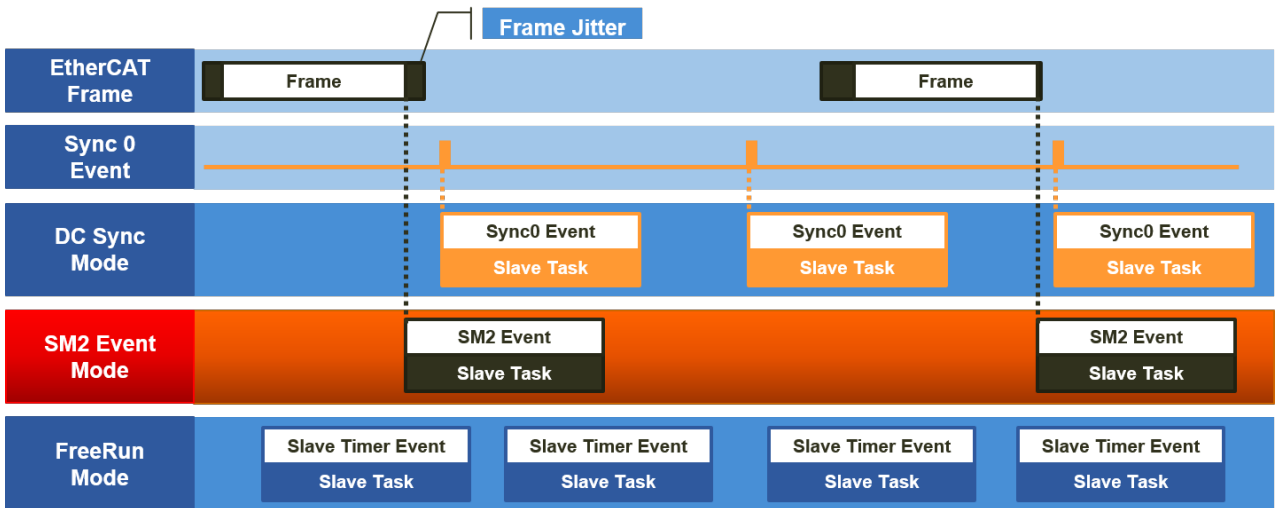 Frame Jitter
EtherCAT
Frame
Frame
Frame
Sync 0
Event
DC Sync
Mode
Sync0 Event
Slave Task
Sync0 Event
Slave Task
Sync0 Event
Slave Task
SM2 Event
Mode
SM2 Event
Slave Task
SM2 Event
Slave Task
FreeRun
Mode
Slave Timer Event
Slave Task
Slave Timer Event
Slave Task
Slave Timer Event
Slave Task
Slave Timer Event
Slave Task